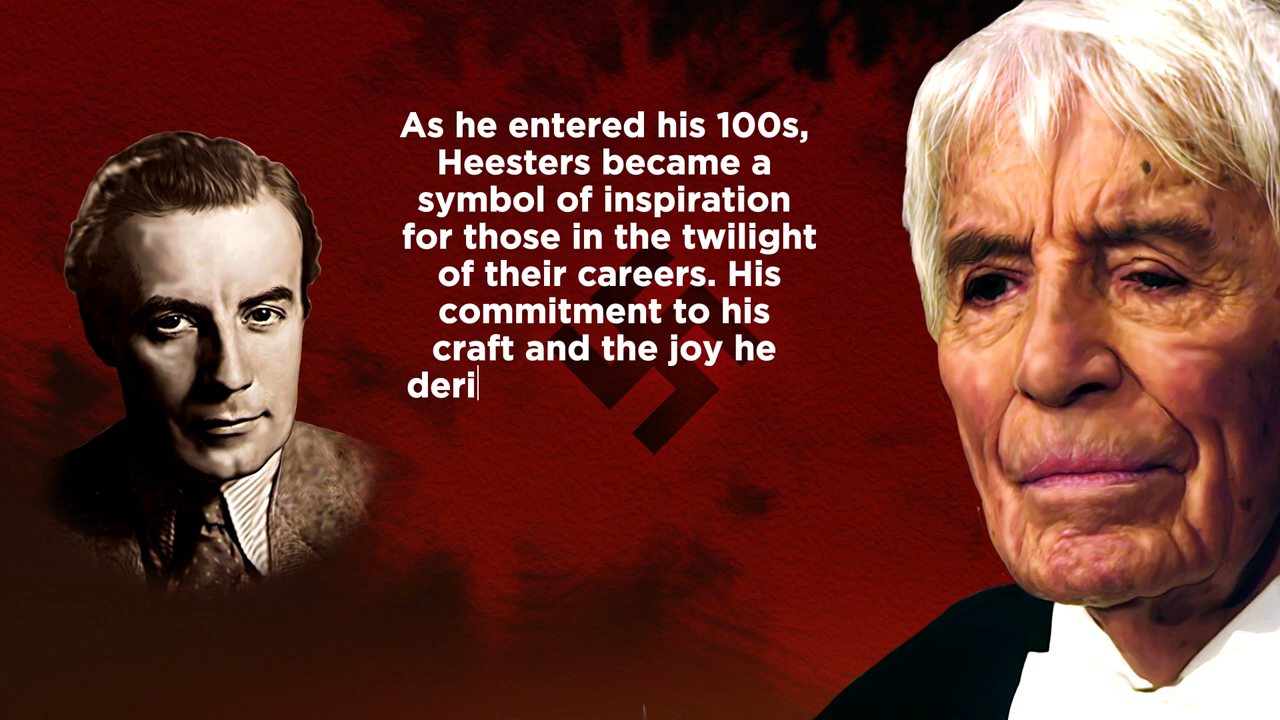 As he entered his 100s,
Heesters became a
symbol of inspiration
for those in the twilight
of their careers. His
commitment to his
craft and the joy he
deri